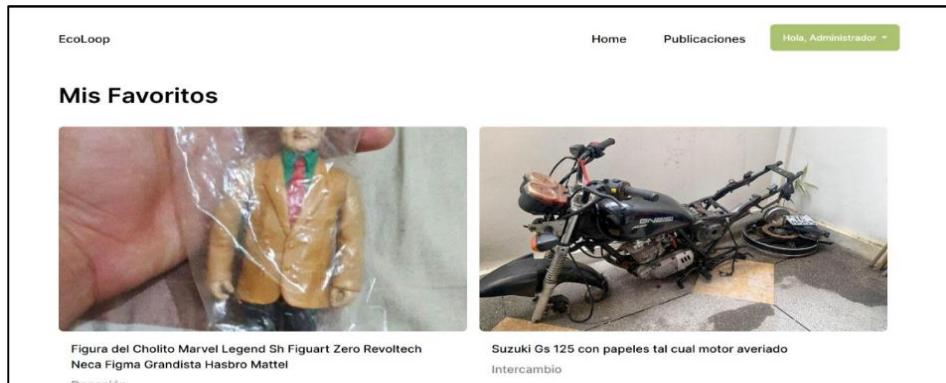 EcoLoop
Home Publicaciones Hola, Administrador
Mis Favoritos
Figura del Cholito Marvel Legend Sh Figuart Zero Revoltech
Neca Figma Grandista Hasbro Mattel
Suzuki Gs 125 con papeles tal cual motor averiado
Intercambio